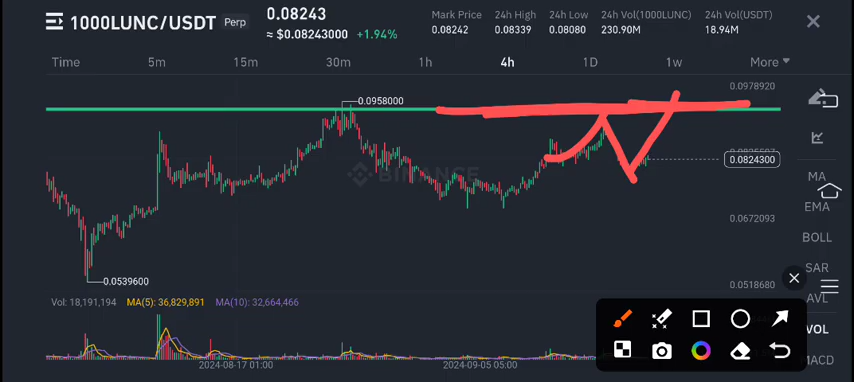 1000LUNC/USDT Perp
0.08243
≈ $0.08243000 +1.94%
Mark Price 24h High 24h Low 24h Vol(1000LUNC) 24h Vol(USDT)
0.08242 0.08339 0.08080 230.90M 18.94M
Time 5m 15m 30m 1h 4h 1D 1w More
0.0978920
0.0958000
0.0824300
BINANCE
MA
EMA
0.0672093
BOLL
SAR
0.0539600
0.0518680
AVL
Vol: 18,191,194 MA(5): 36,829,891 MA(10): 32,664,466
VOL
MACD
2024-08-17 01:00 2024-09-05 05:00